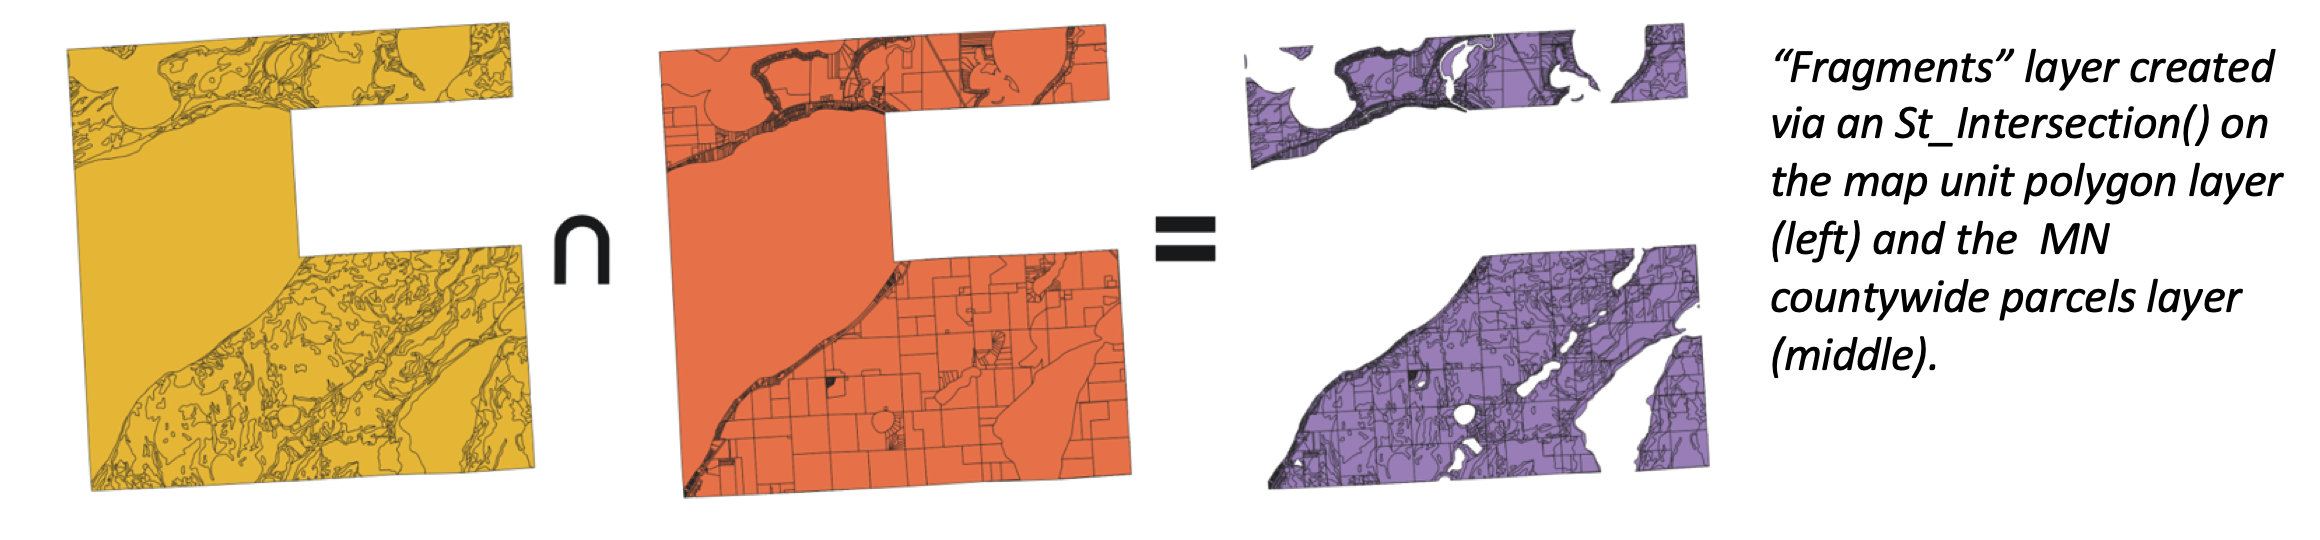 ∩
=
“Fragments” layer created
via an St_Intersection() on
the map unit polygon layer
(left) and the  MN
countywide parcels layer
(middle).